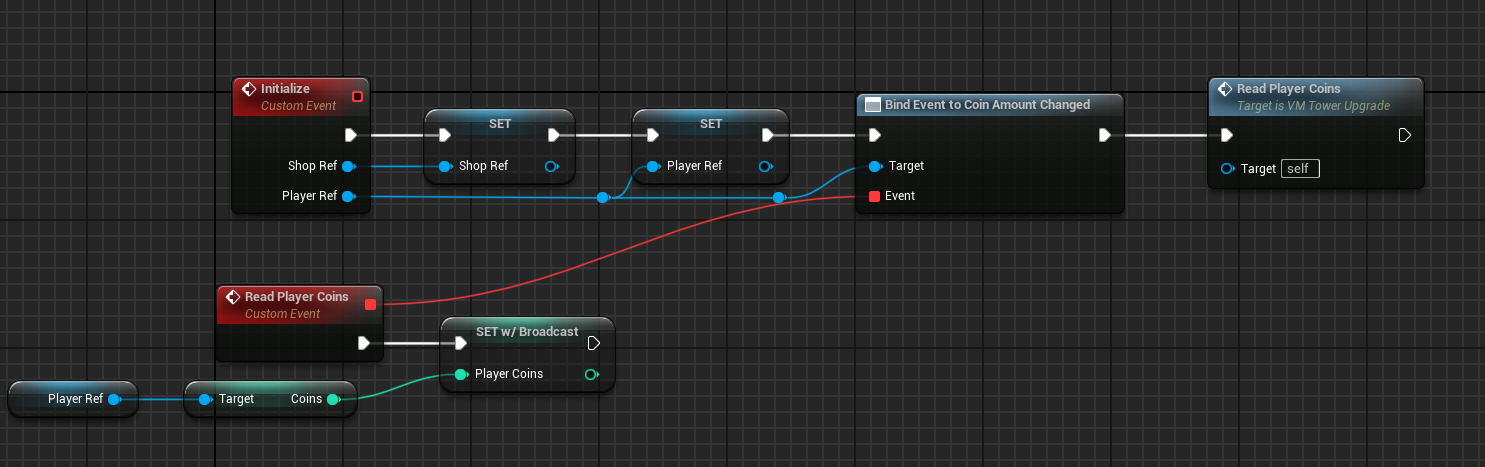 Initialize
Custom Event
Shop Ref
Player Ref
SET
Shop Ref
SET
Player Ref
Bind Event to Coin Amount Changed
Target
Event
Read Player Coins
Target is VM Tower Upgrade
Target self
Read Player Coins
Custom Event
SET w/ Broadcast
Player Coins
Player Ref
Target Coins